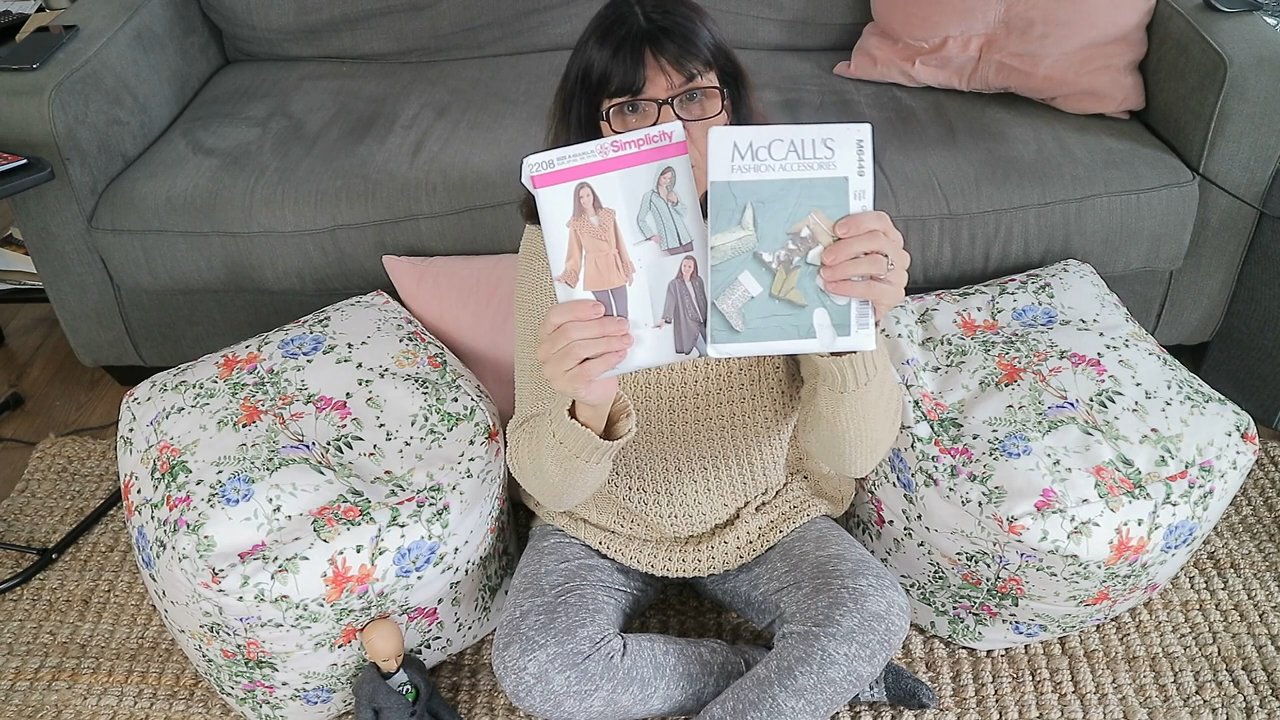 2208
Simplicity
McCALL'S
FASHION ACCESSORIES
M6449